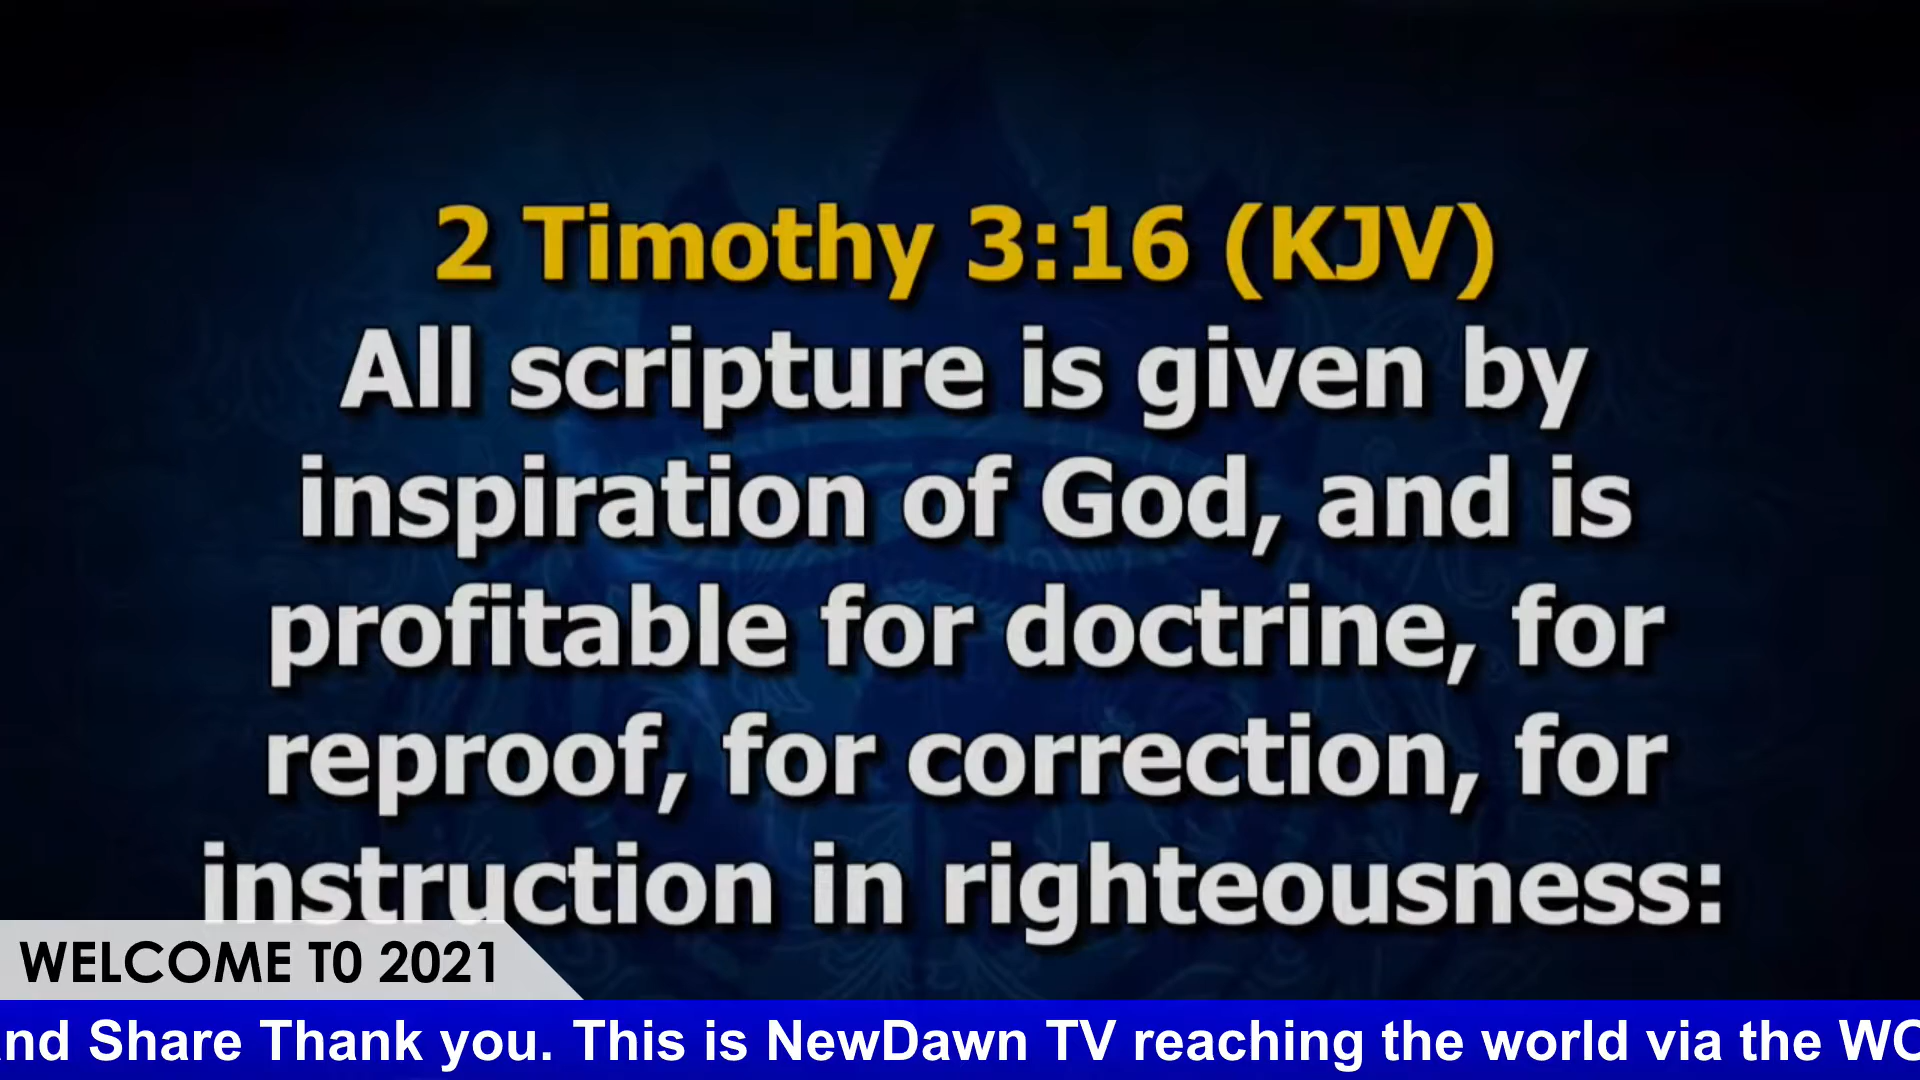 2 Timothy 3:16 (KJV)
All scripture is given by
inspiration of God, and is
profitable for doctrine, for
reproof, for correction, for
instruction in righteousness:
WELCOME T0 2021
Share Thank you. This is NewDawn TV reaching the world via the